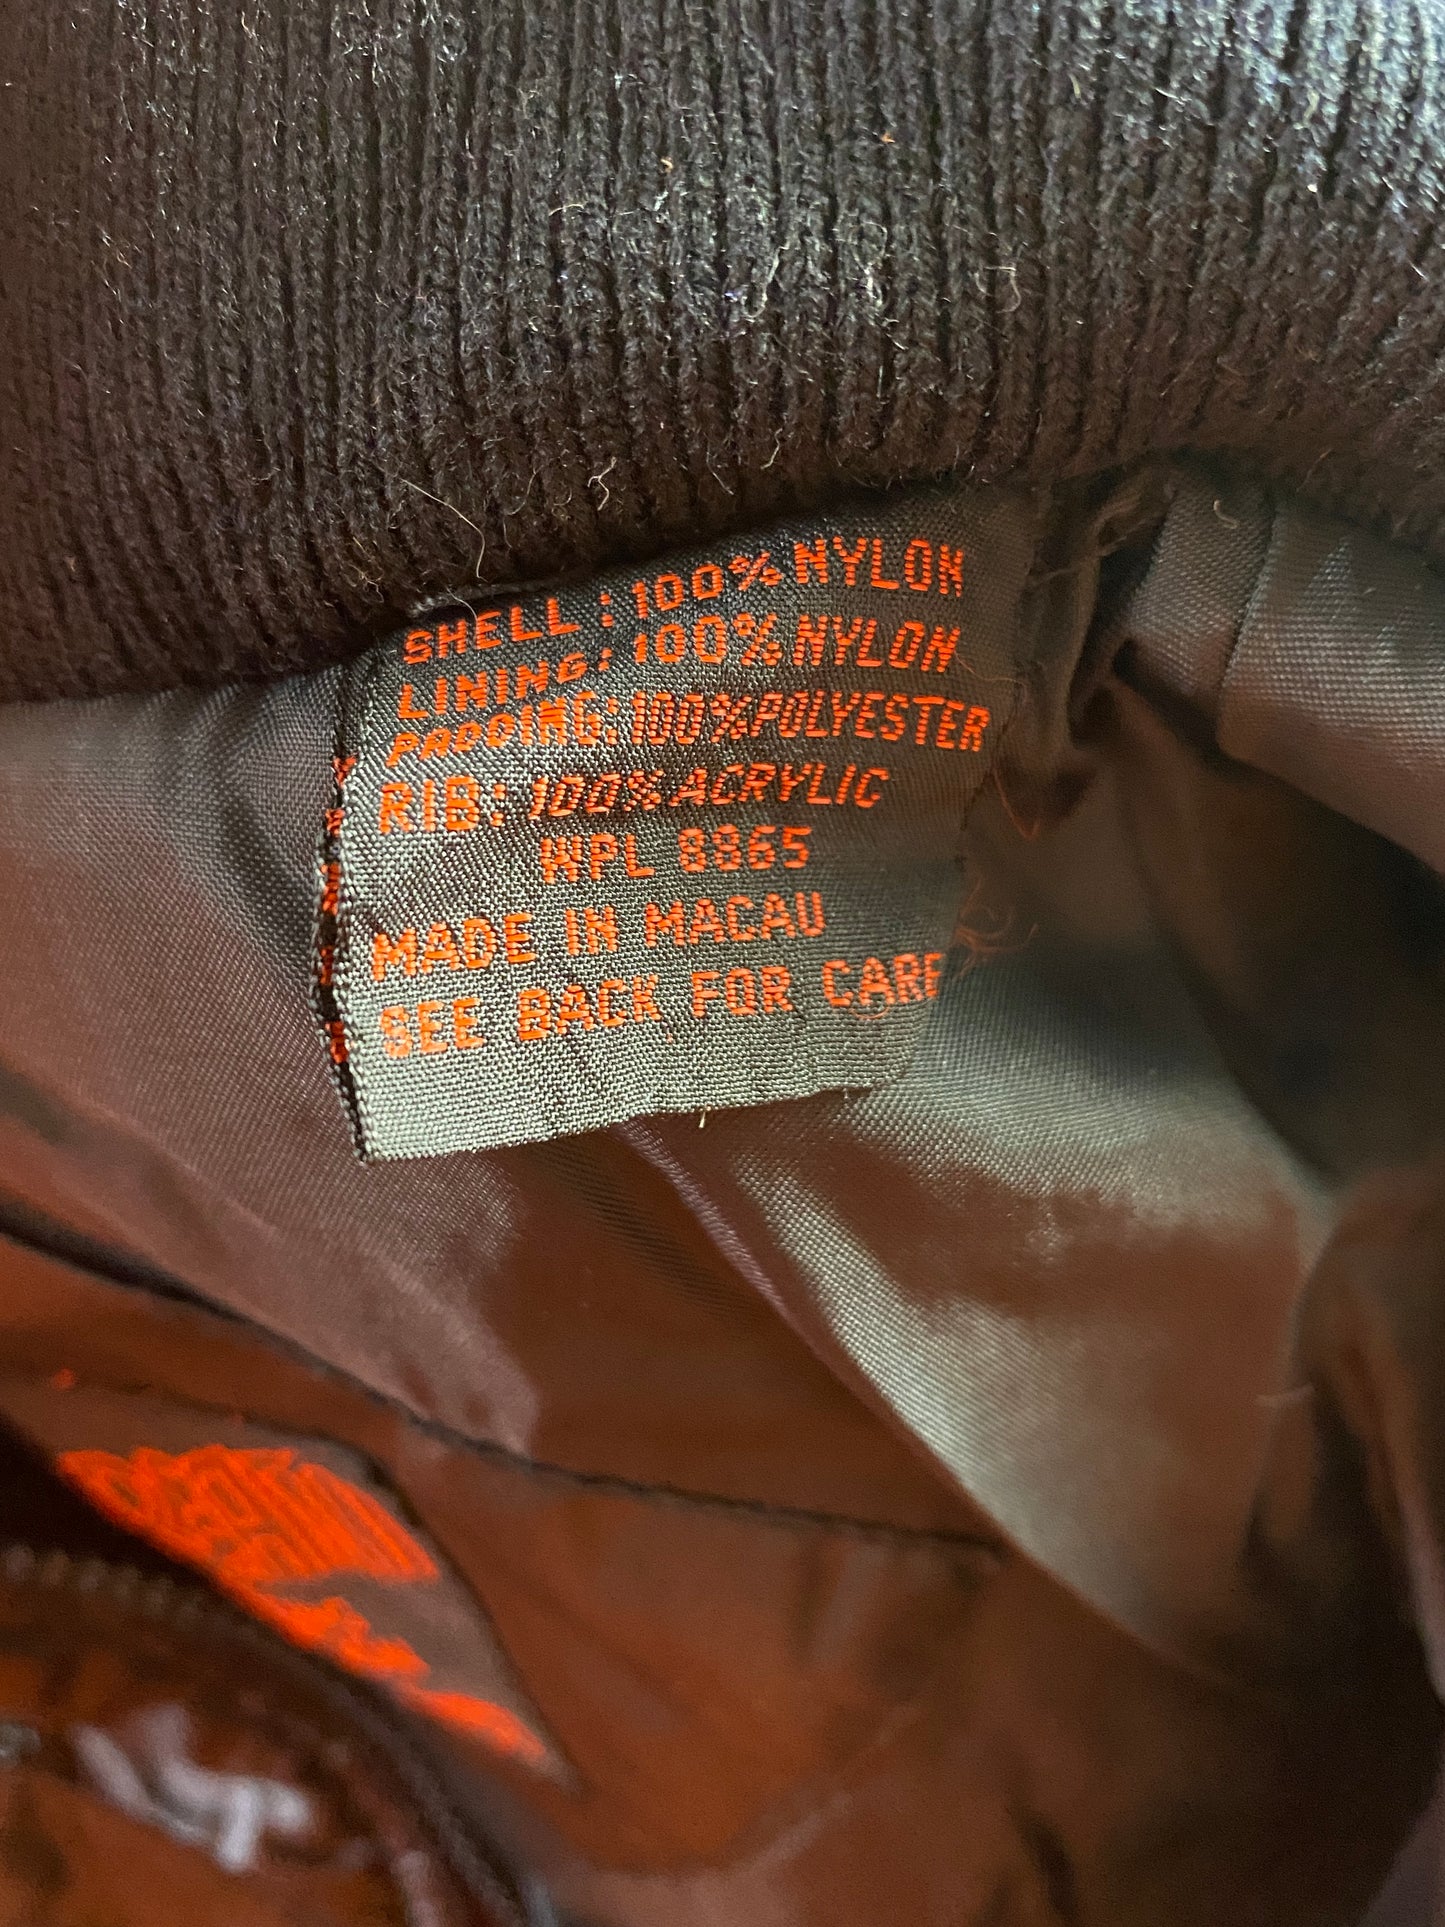 SHELL : 100% NYLON
LINING: 100% NYLON
PADDING: 100% POLYESTER
RIB: 100% ACRYLIC
WPL 8865
MADE IN MACAU
SEE BACK FOR CARE